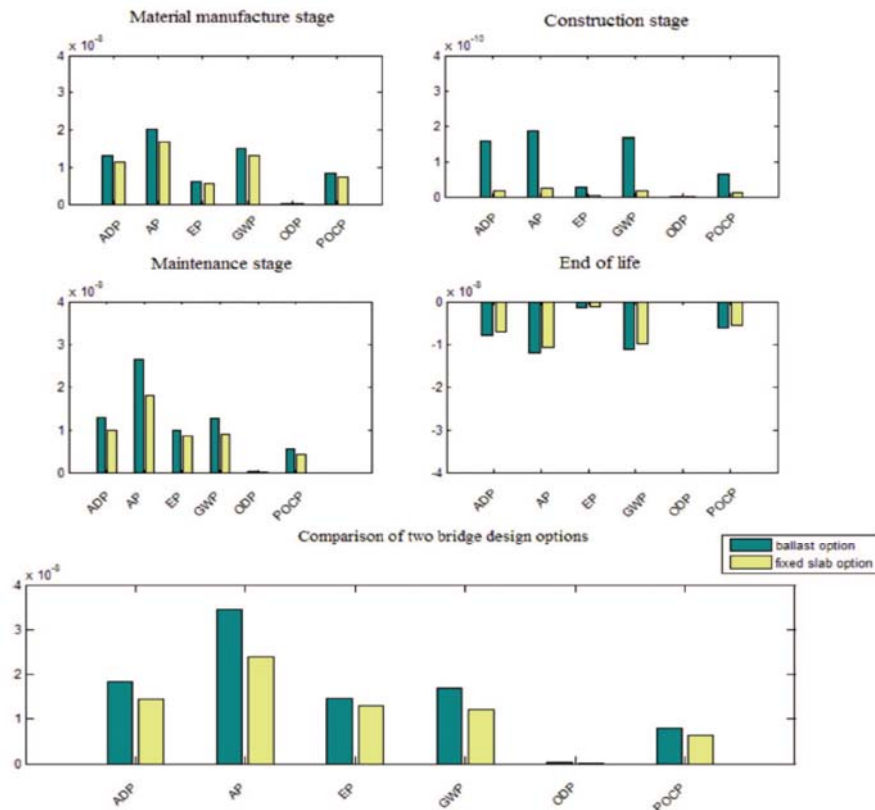 Material manufacture stage
× 10⁻⁸
4
3
2
1
0
ADP
AP
EP
GWP
ODP
POCP
Construction stage
× 10⁻¹⁰
4
3
2
1
0
ADP
AP
EP
GWP
ODP
POCP
Maintenance stage
× 10⁻⁸
4
3
2
1
0
ADP
AP
EP
GWP
ODP
POCP
End of life
× 10⁻⁸
0
-1
-2
-3
-4
ADP
AP
EP
GWP
ODP
POCP
Comparison of two bridge design options
ballast option
fixed slab option
× 10⁻⁸
4
3
2
1
0
ADP
AP
EP
GWP
ODP
POCP